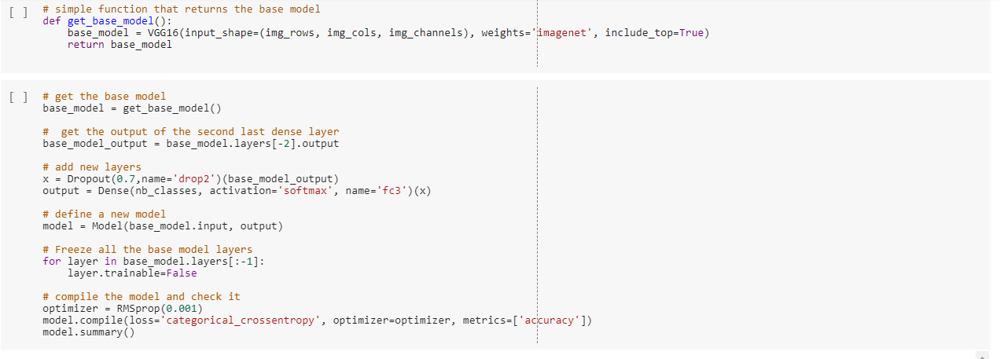 [ ] # simple function that returns the base model
def get_base_model():
    base_model = VGG16(input_shape=(img_rows, img_cols, img_channels), weights='imagenet', include_top=True)
    return base_model
[ ] # get the base model
base_model = get_base_model()
#  get the output of the second last dense layer
base_model_output = base_model.layers[-2].output
# add new layers
x = Dropout(0.7,name='drop2')(base_model_output)
output = Dense(nb_classes, activation='softmax', name='fc3')(x)
# define a new model
model = Model(base_model.input, output)
# Freeze all the base model layers
for layer in base_model.layers[:-1]:
    layer.trainable=False
# compile the model and check it
optimizer = RMSprop(0.001)
model.compile(loss='categorical_crossentropy', optimizer=optimizer, metrics=['accuracy'])
model.summary()